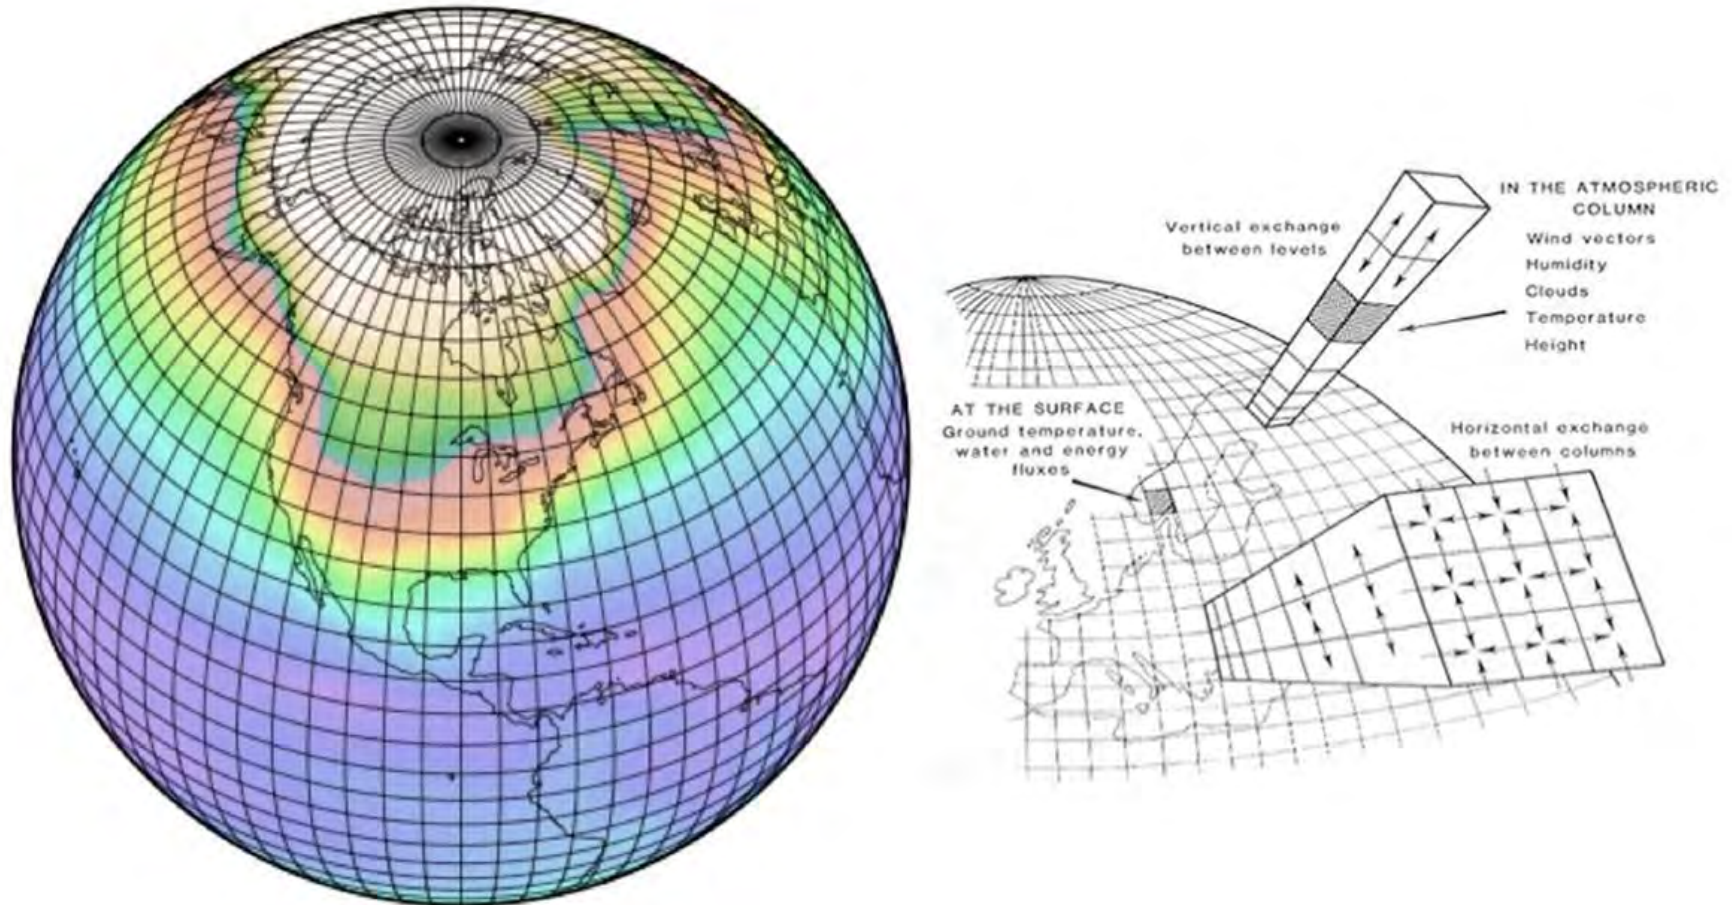 Vertical exchange
between levels
IN THE ATMOSPHERIC
COLUMN
Wind vectors
Humidity
Clouds
Temperature
Height
AT THE SURFACE
Ground temperature,
water and energy
fluxes
Horizontal exchange
between columns